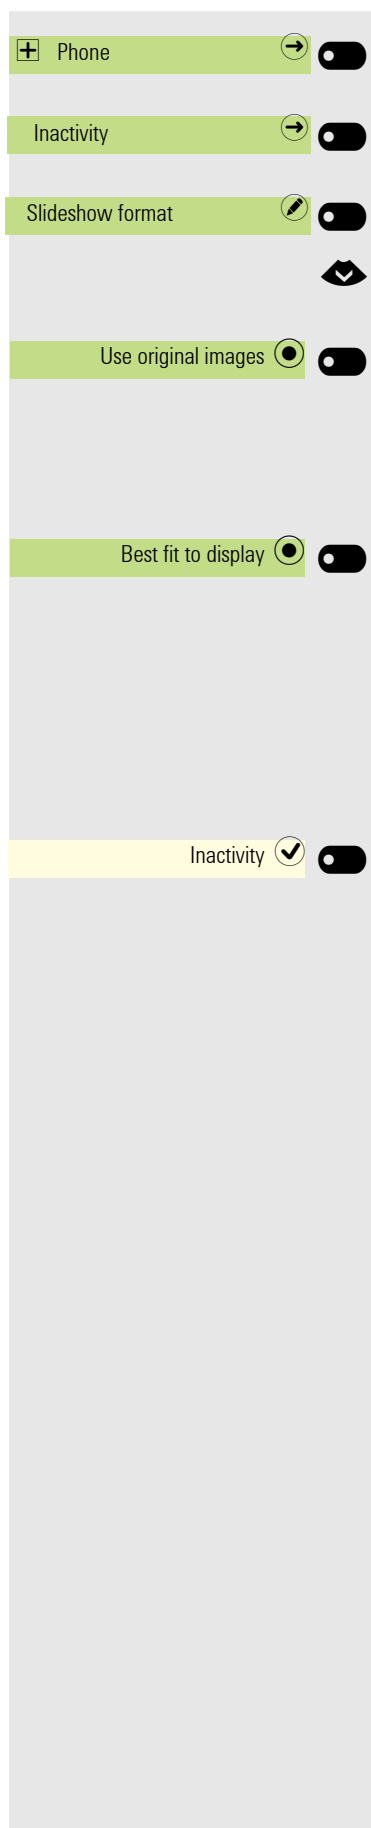 Phone
Inactivity
Slideshow format
Use original images
Best fit to display
Inactivity